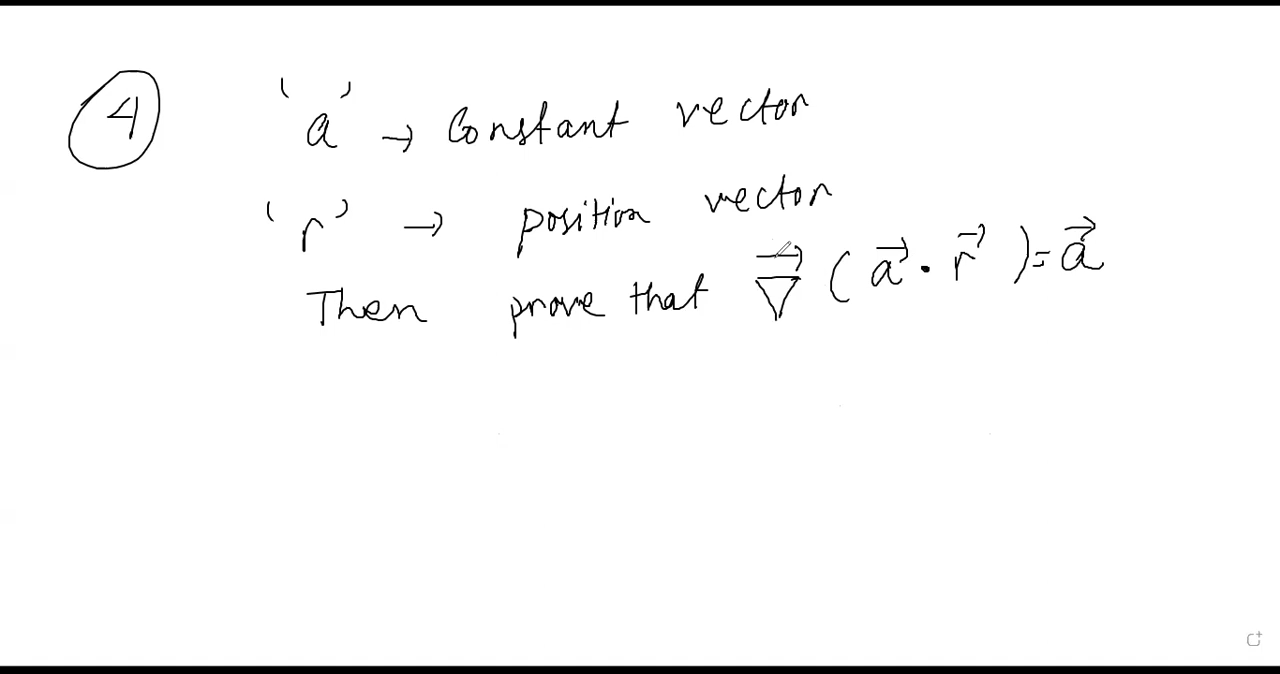 4 'a' → Constant vector
'r' → position vector
Then prove that ∇⃗ ( a⃗ · r⃗ ) = a⃗